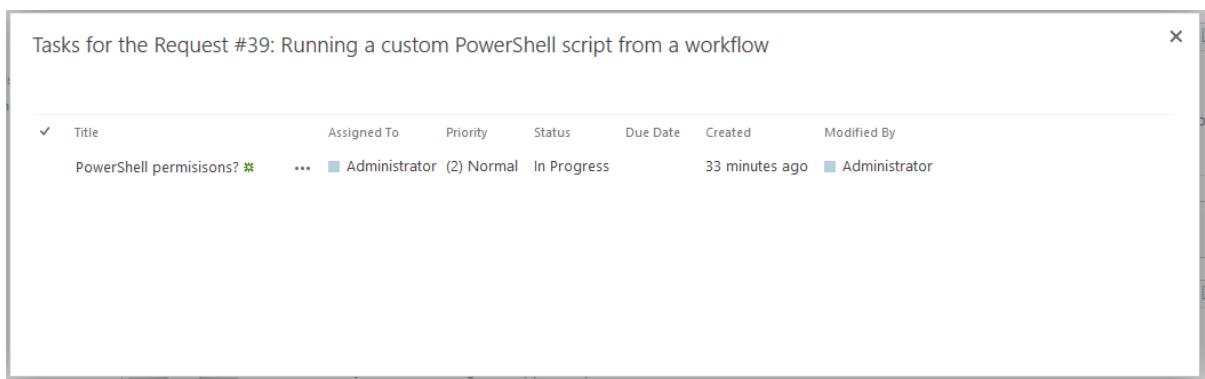 Tasks for the Request #39: Running a custom PowerShell script from a workflow
Title Assigned To Priority Status Due Date Created Modified By
PowerShell permisisons? ... Administrator (2) Normal In Progress 33 minutes ago Administrator